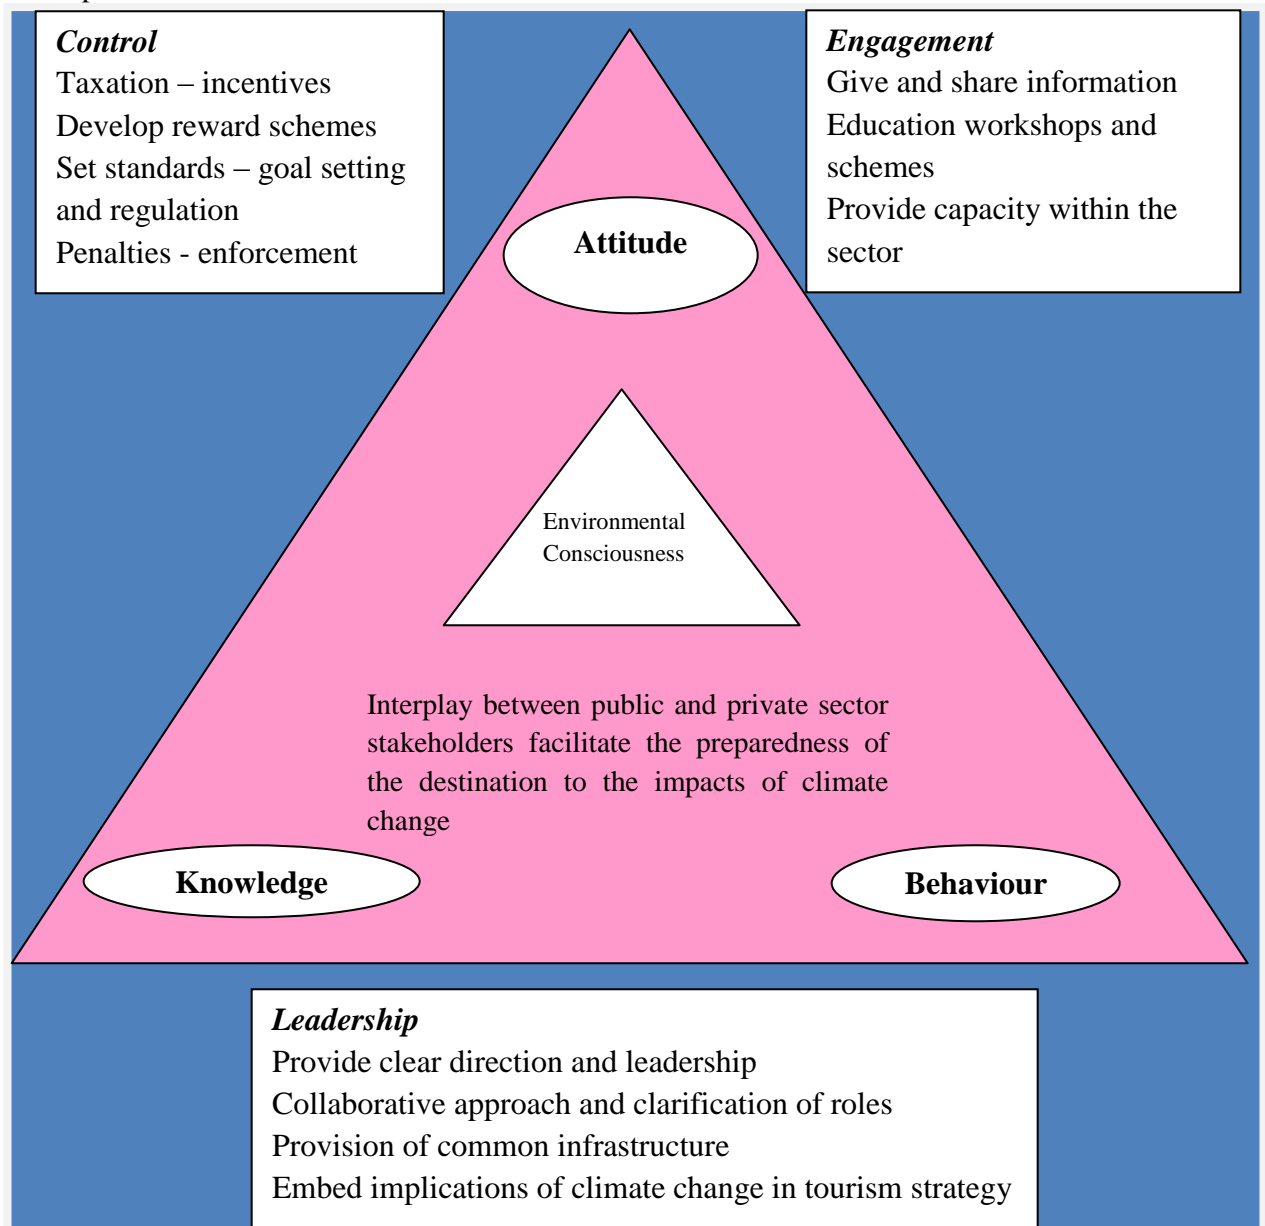 Control
Taxation – incentives
Develop reward schemes
Set standards – goal setting
and regulation
Penalties - enforcement
Engagement
Give and share information
Education workshops and
schemes
Provide capacity within the
sector
Attitude
Environmental
Consciousness
Interplay between public and private sector
stakeholders facilitate the preparedness of
the destination to the impacts of climate
change
Knowledge
Behaviour
Leadership
Provide clear direction and leadership
Collaborative approach and clarification of roles
Provision of common infrastructure
Embed implications of climate change in tourism strategy